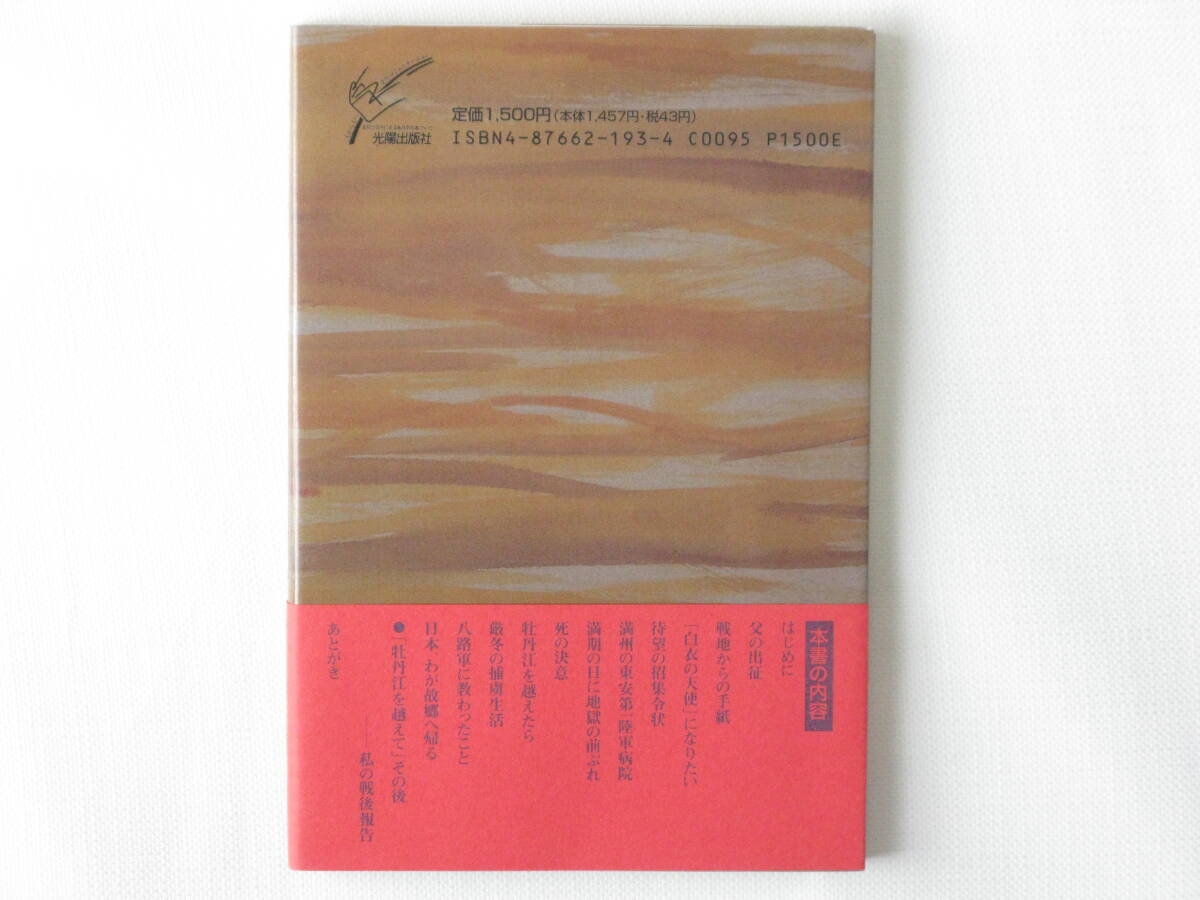 定価1,500円(本体1,457円・税43円)
ISBN4-87662-193-4 C0095 P1500E
光陽出版社
本書の内容
はじめに
父の出征
戦地からの手紙
「白衣の天使」になりたい
待望の招集令状
満州の東安第一陸軍病院
満期の日に地獄の前ぶれ
死の決意
牡丹江を越えたら
厳冬の捕虜生活
八路軍に教わったこと
日本 わが故郷へ帰る
●「牡丹江を越えて」その後
――私の戦後報告
あとがき